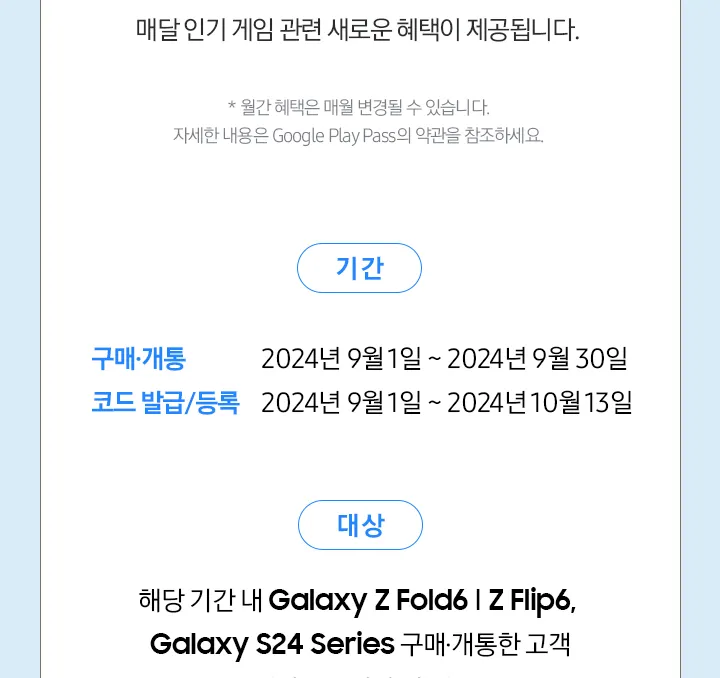 매달 인기 게임 관련 새로운 혜택이 제공됩니다.
* 월간 혜택은 매월 변경될 수 있습니다.
자세한 내용은 Google Play Pass의 약관을 참조하세요.
기간
구매·개통 2024년 9월 1일 ~ 2024년 9월 30일
코드 발급/등록 2024년 9월 1일 ~ 2024년 10월 13일
대상
해당 기간 내 Galaxy Z Fold6 l Z Flip6,
Galaxy S24 Series 구매·개통한 고객